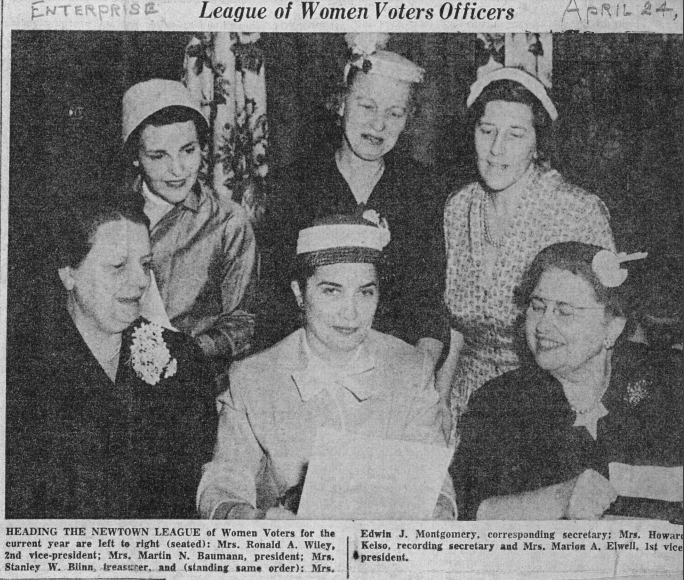 ENTERPRISE
League of Women Voters Officers
APRIL 24,
HEADING THE NEWTOWN LEAGUE of Women Voters for the
current year are left to right (seated): Mrs. Ronald A. Wiley,
2nd vice-president; Mrs. Martin N. Baumann, president; Mrs.
Stanley W. Blinn, treasurer, and (standing same order): Mrs.
Edwin J. Montgomery, corresponding secretary; Mrs. Howard
Kelso, recording secretary and Mrs. Marion A. Elwell, 1st vice
president.